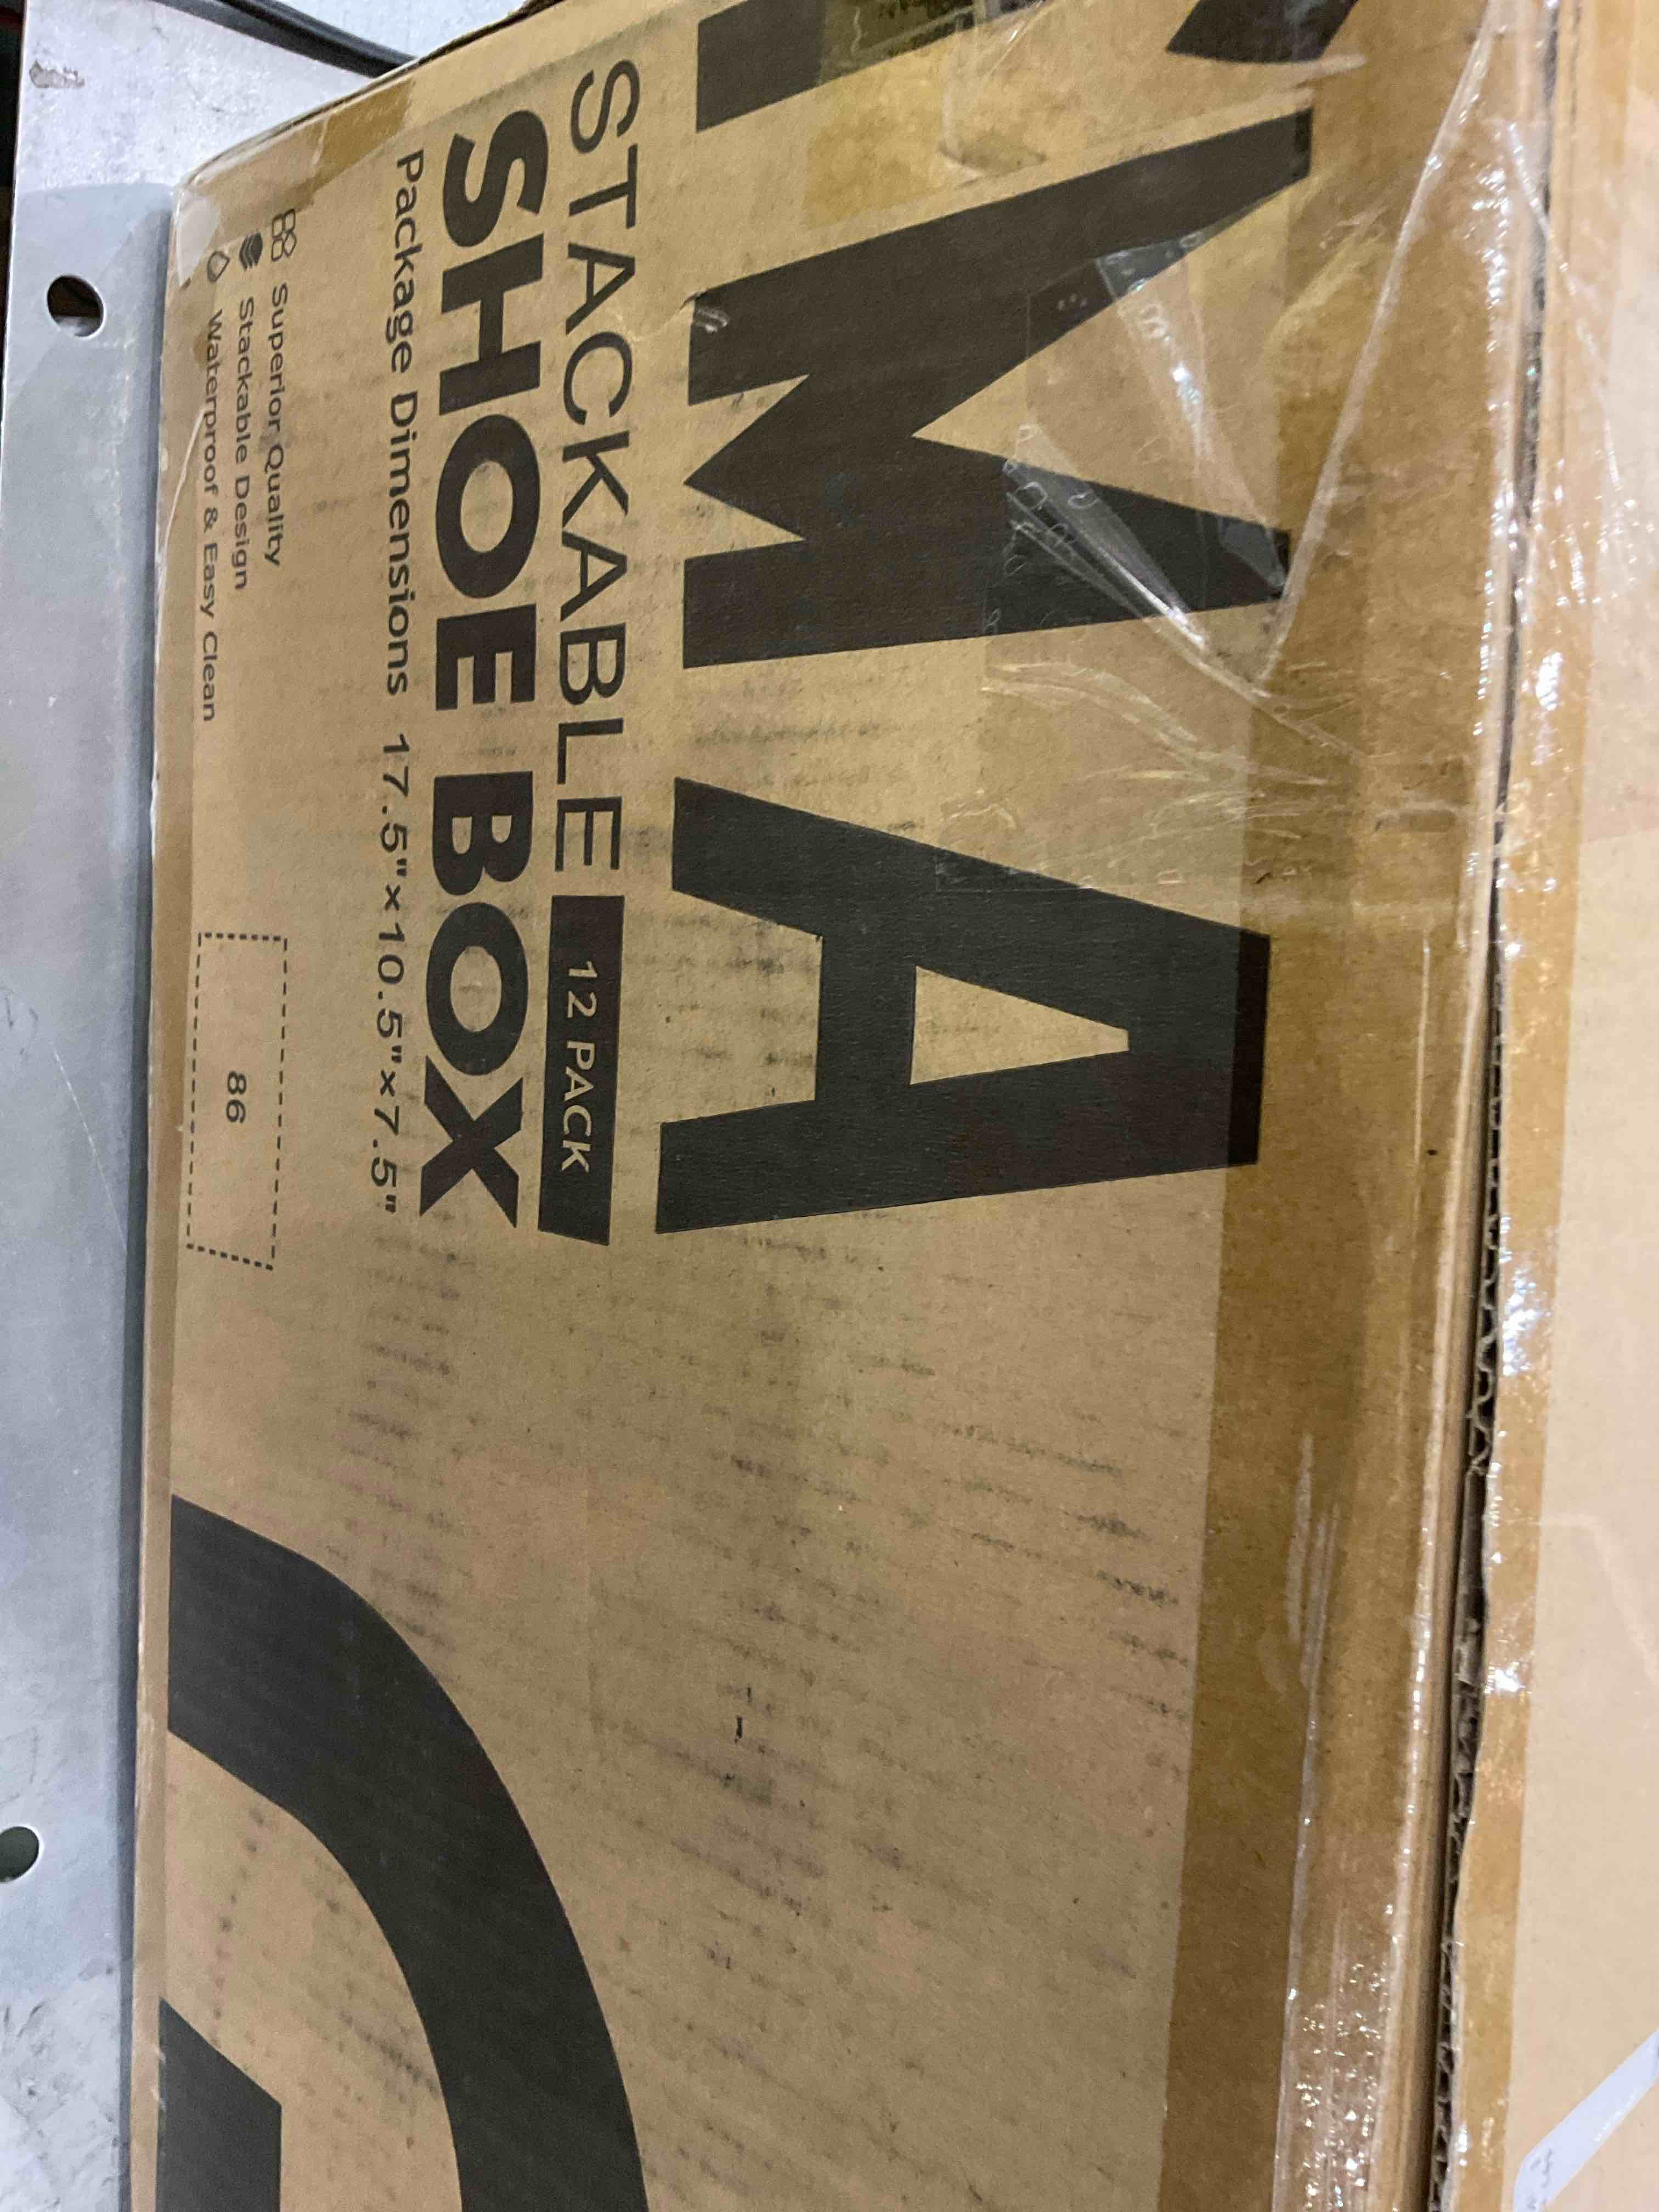 MA
STACKABLE 12 PACK
SHOE BOX
Package Dimensions 17.5"×10.5"×7.5"
Superior Quality
Stackable Design
Waterproof & Easy Clean
86